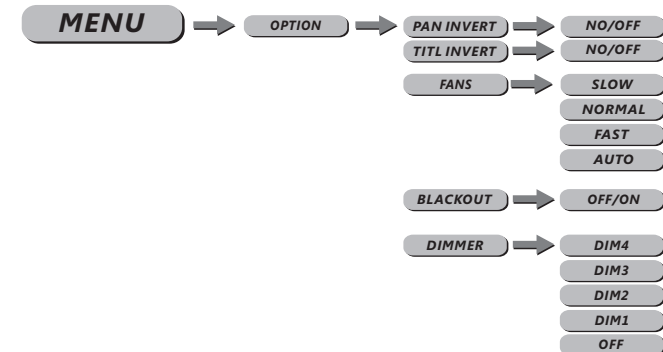 MENU OPTION PAN INVERT NO/OFF
TITL INVERT NO/OFF
FANS SLOW
NORMAL
FAST
AUTO
BLACKOUT OFF/ON
DIMMER DIM4
DIM3
DIM2
DIM1
OFF